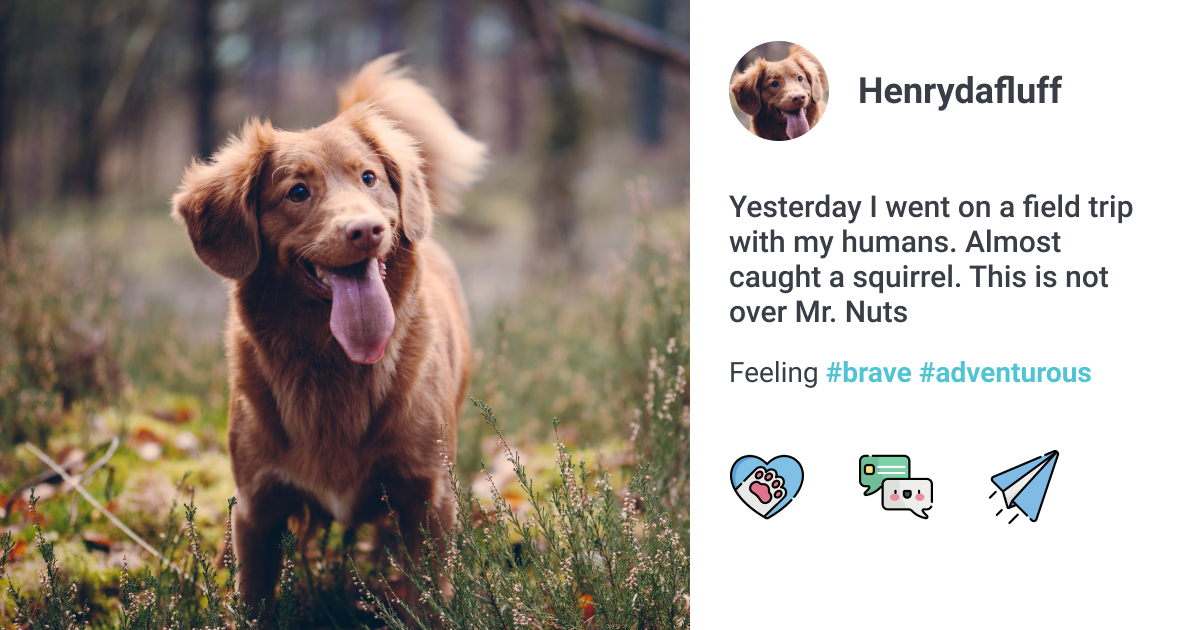 Henrydafluff
Yesterday I went on a field trip
with my humans. Almost
caught a squirrel. This is not
over Mr. Nuts
Feeling #brave #adventurous